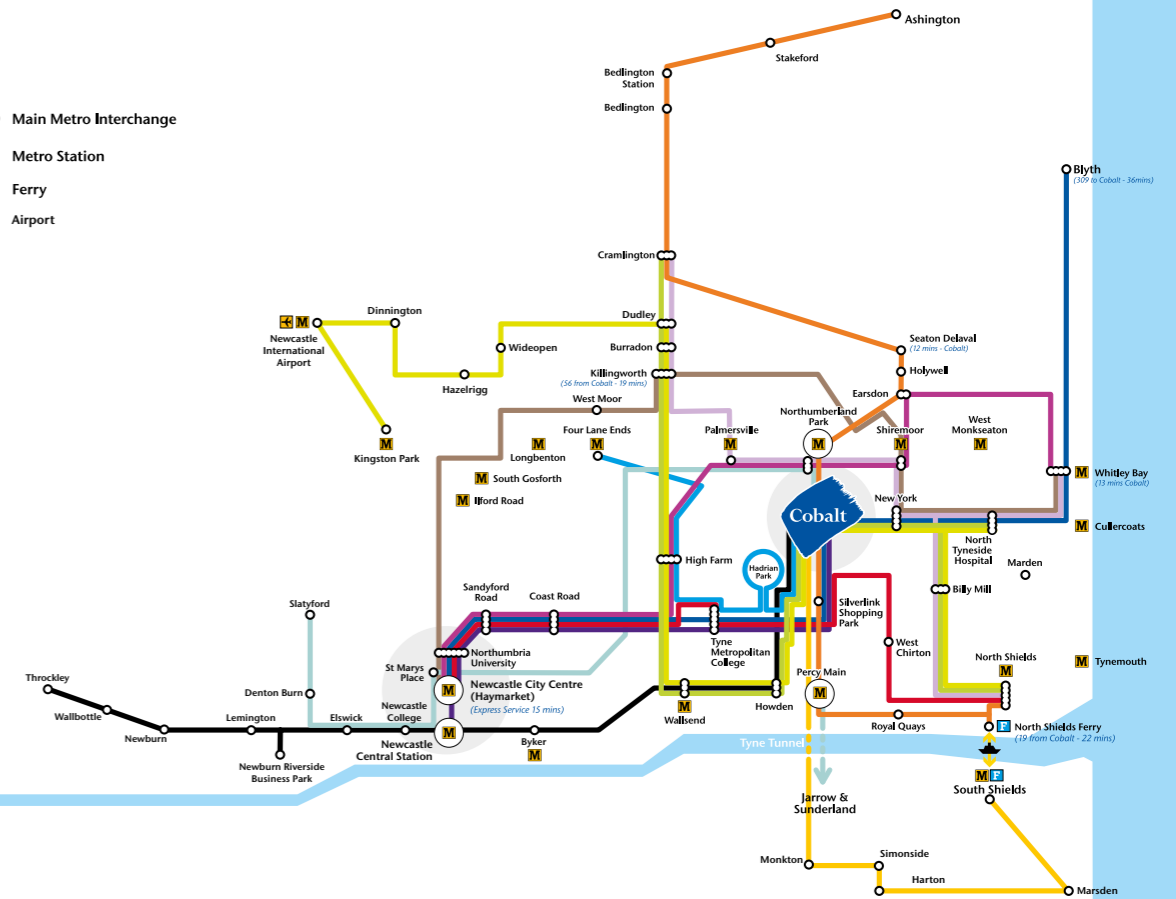 Ashington
Stakeford
Bedlington
Station
Bedlington
Main Metro Interchange
Metro Station
Ferry
Airport
Blyth
(309 to Cobalt - 36mins)
Cramlington
Dinnington
Dudley
M
Newcastle
International
Airport
Wideopen
Burradon
Seaton Delaval
(12 mins - Cobalt)
Killingworth
(56 from Cobalt - 19 mins)
Holywell
Hazelrigg
Earsdon
West Moor
Northumberland
Park
M
Kingston Park
M
Four Lane Ends
M
Longbenton
M
Palmersville
M
Shiremoor
M
West
Monkseaton
M
South Gosforth
M
Ilford Road
M
Whitley Bay
(13 mins Cobalt)
M
New York
Cobalt
Cullercoats
M
North
Tyneside
Hospital
High Farm
Hadrian
Park
Marden
Billy Mill
Sandyford
Road
Coast Road
Slatyford
Silverlink
Shopping
Park
Tyne
Metropolitan
College
West
Chirton
Northumbria
University
St Marys
Place
North Shields
M
Tynemouth
M
Throckley
Percy Main
M
Newcastle City Centre
(Haymarket)
(Express Service 15 mins)
M
Denton Burn
Wallbottle
Newcastle
College
Howden
Wallsend
M
Lemington
Elswick
Newburn
Newcastle
Central Station
M
Byker
M
Royal Quays
F
North Shields Ferry
(19 from Cobalt - 22 mins)
Tyne Tunnel
Newburn Riverside
Business Park
M F
South Shields
Jarrow &
Sunderland
Monkton
Simonside
Harton
Marsden